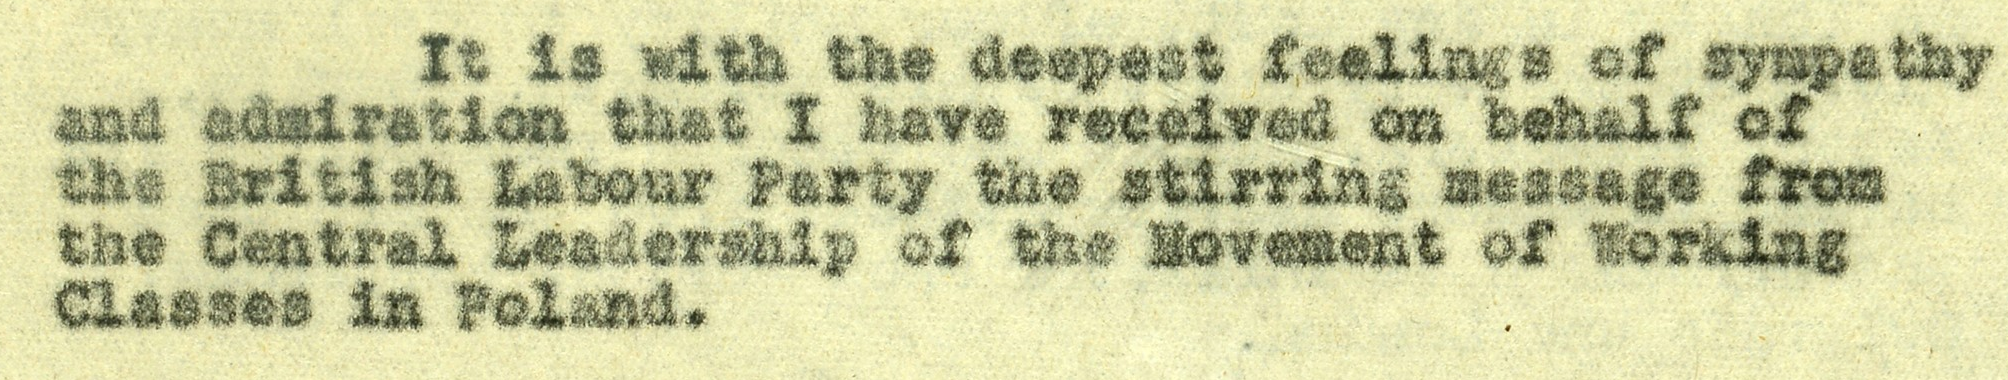 It is with the deepest feelings of sympathy
and admiration that I have received on behalf of
the British Labour Party the stirring message from
the Central Leadership of the Movement of Working
Classes in Poland.